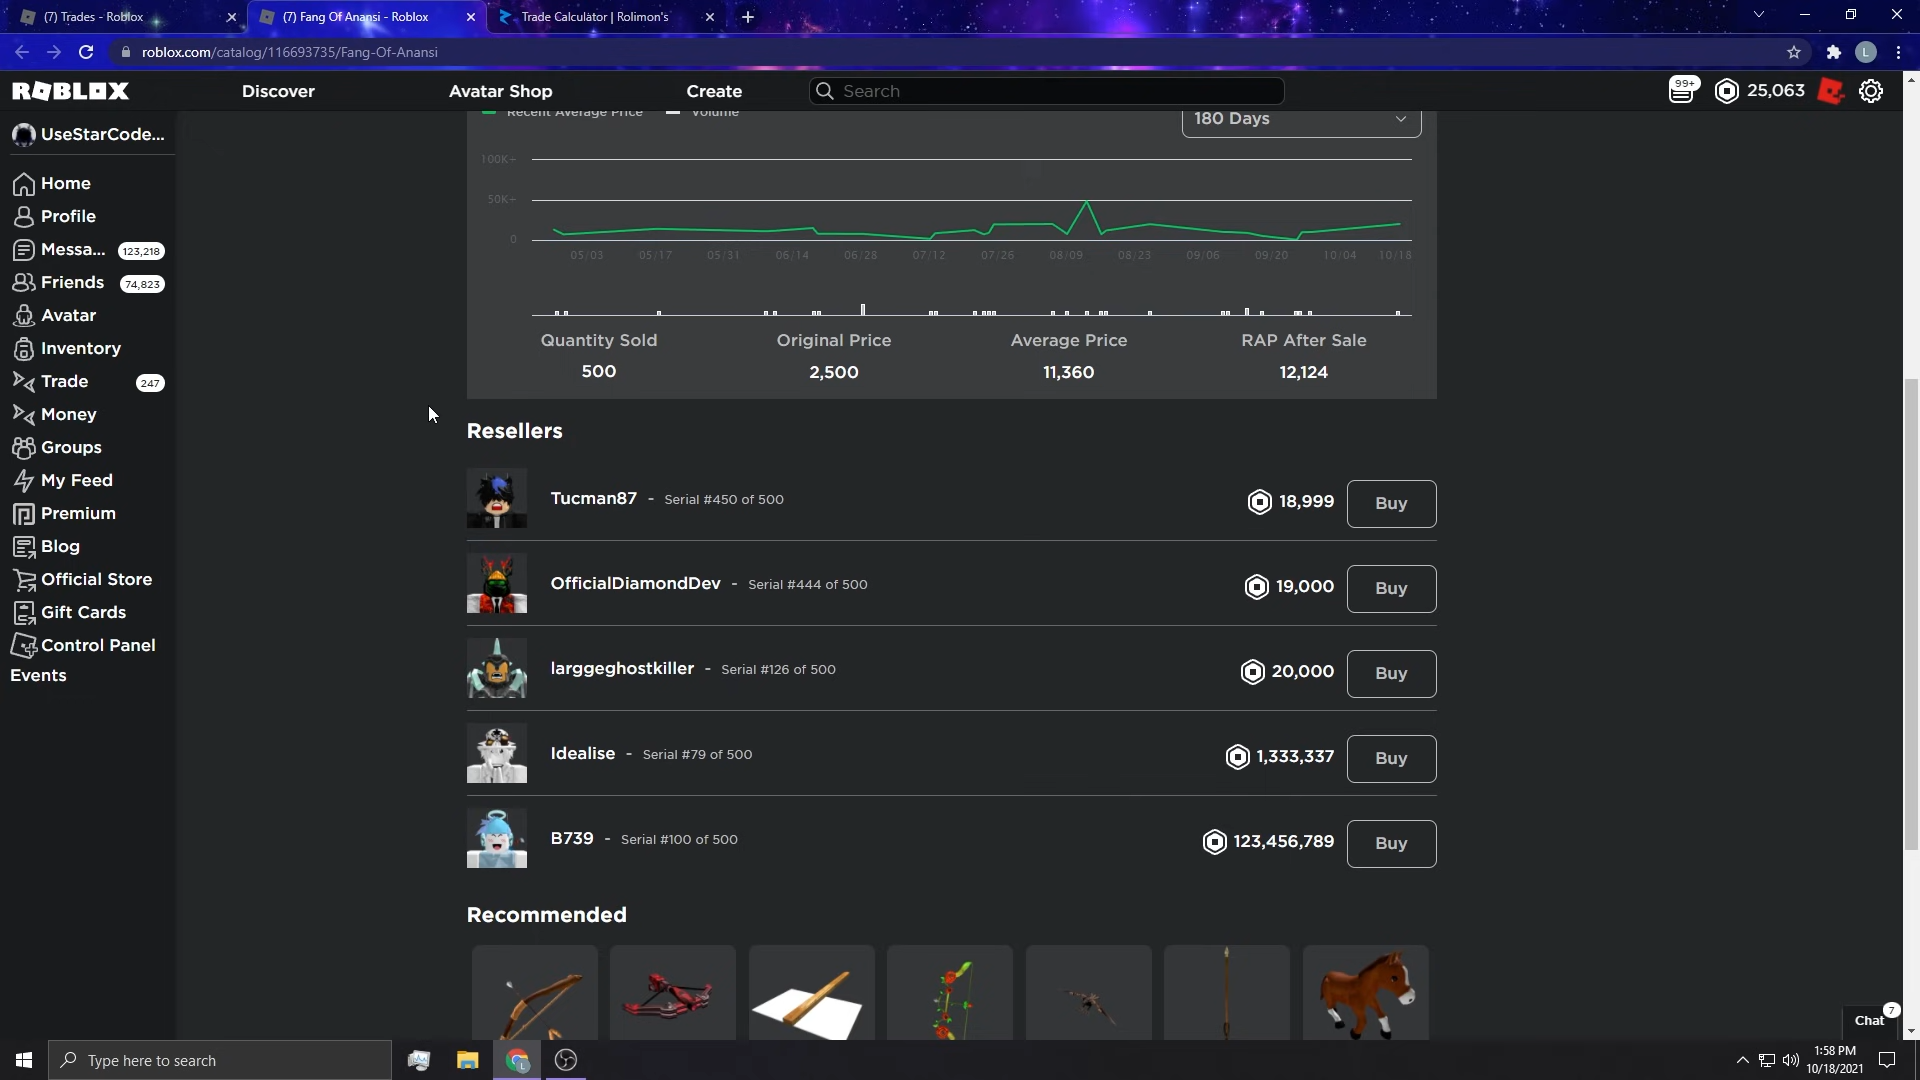 (7) Trades - Roblox
(7) Fang Of Anansi - Roblox
Trade Calculator | Rolimon's
roblox.com/catalog/116693735/Fang-Of-Anansi
L
ROBLOX
Discover
Avatar Shop
Create
Search
99+
25,063
UseStarCode...
Home
Profile
Messa... 123,218
Friends 74,823
Avatar
Inventory
Trade 247
Money
Groups
My Feed
Premium
Blog
Official Store
Gift Cards
Control Panel
Events
Recent Average Price
Volume
180 Days
100K+
50K+
0
05/03 05/17 05/31 06/14 06/28 07/12 07/26 08/09 08/23 09/06 09/20 10/04 10/18
Quantity Sold Original Price Average Price RAP After Sale
500 2,500 11,360 12,124
Resellers
Tucman87 - Serial #450 of 500 18,999 Buy
OfficialDiamondDev - Serial #444 of 500 19,000 Buy
larggeghostkiller - Serial #126 of 500 20,000 Buy
Idealise - Serial #79 of 500 1,333,337 Buy
B739 - Serial #100 of 500 123,456,789 Buy
Recommended
Chat 7
Type here to search
1:58 PM
10/18/2021